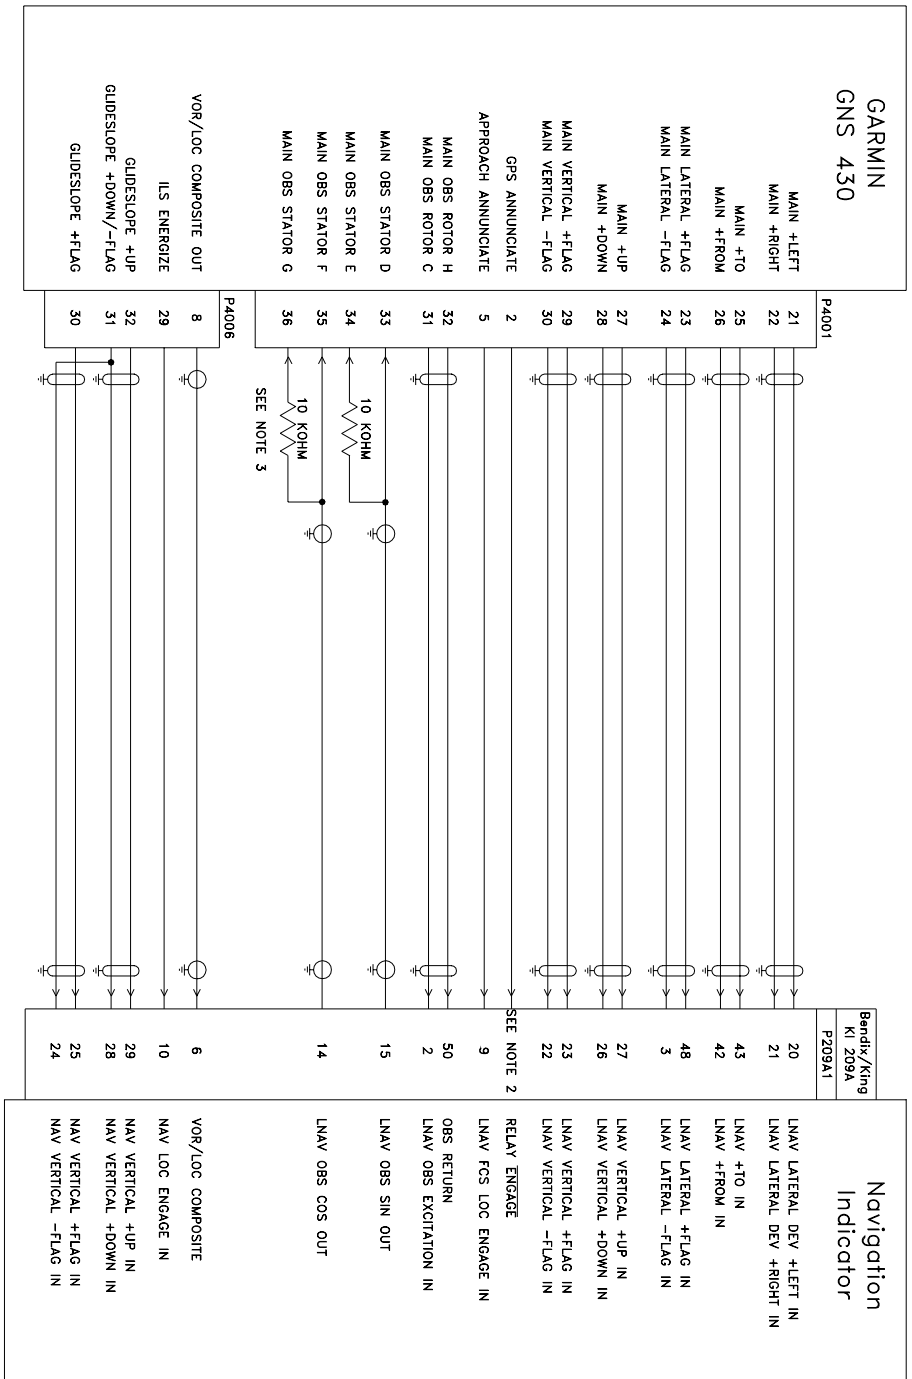 GARMIN
GNS 430
P4001
MAIN +LEFT 21
MAIN +RIGHT 22
MAIN +TO 25
MAIN +FROM 26
MAIN LATERAL +FLAG 23
MAIN LATERAL -FLAG 24
MAIN +UP 27
MAIN +DOWN 28
MAIN VERTICAL +FLAG 29
MAIN VERTICAL -FLAG 30
GPS ANNUNCIATE 2
APPROACH ANNUNCIATE 5
MAIN OBS ROTOR H 32
MAIN OBS ROTOR C 31
MAIN OBS STATOR D 33
MAIN OBS STATOR E 34
10 KOHM
MAIN OBS STATOR F 35
MAIN OBS STATOR G 36
10 KOHM
SEE NOTE 3
P4006
VOR/LOC COMPOSITE OUT 8
ILS ENERGIZE 29
GLIDESLOPE +UP 32
GLIDESLOPE +DOWN/-FLAG 31
GLIDESLOPE +FLAG 30
Navigation
Indicator
Bendix/King
KI 209A
P209A1
20 LNAV LATERAL DEV +LEFT IN
21 LNAV LATERAL DEV +RIGHT IN
43 LNAV +TO IN
42 LNAV +FROM IN
48 LNAV LATERAL +FLAG IN
3 LNAV LATERAL -FLAG IN
27 LNAV VERTICAL +UP IN
26 LNAV VERTICAL +DOWN IN
23 LNAV VERTICAL +FLAG IN
22 LNAV VERTICAL -FLAG IN
SEE NOTE 2 RELAY ENGAGE
9 LNAV FCS LOC ENGAGE IN
50 OBS RETURN
2 LNAV OBS EXCITATION IN
15 LNAV OBS SIN OUT
14 LNAV OBS COS OUT
6 VOR/LOC COMPOSITE
10 NAV LOC ENGAGE IN
29 NAV VERTICAL +UP IN
28 NAV VERTICAL +DOWN IN
25 NAV VERTICAL +FLAG IN
24 NAV VERTICAL -FLAG IN